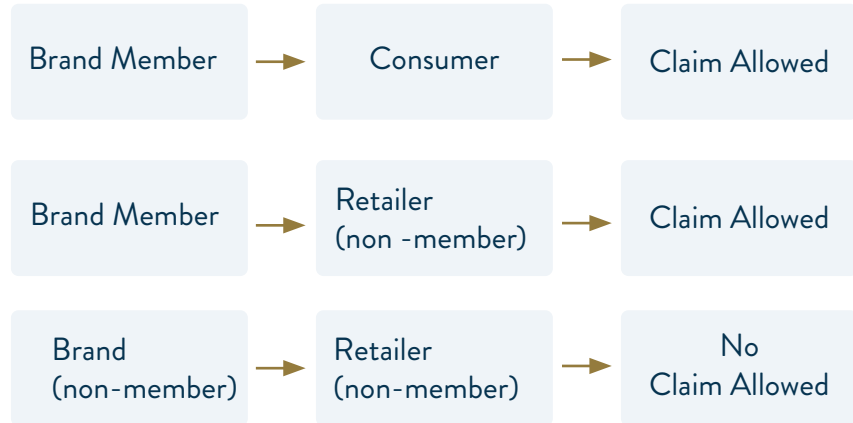 Brand Member
Consumer
Claim Allowed
Brand Member
Retailer
(non -member)
Claim Allowed
Brand
(non-member)
Retailer
(non-member)
No
Claim Allowed